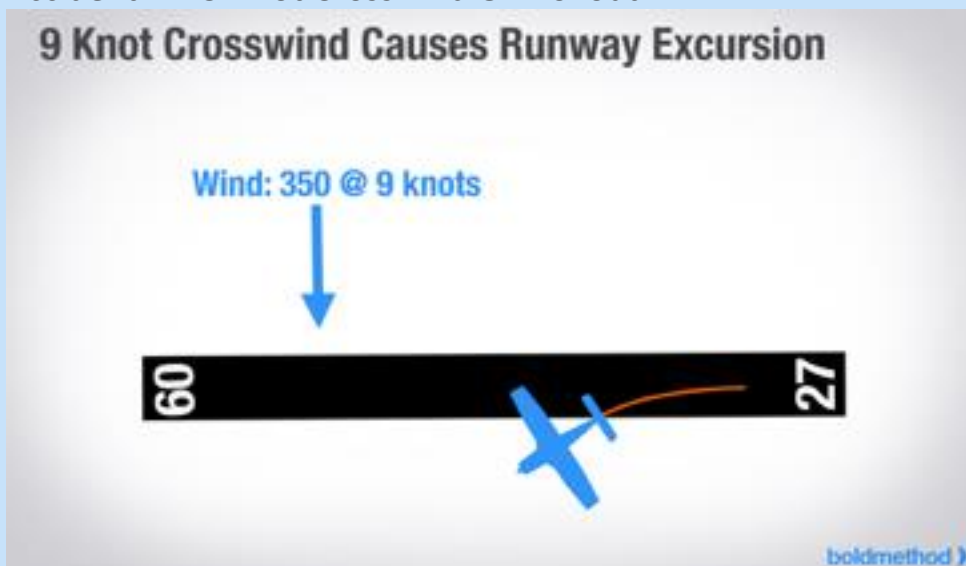 9 Knot Crosswind Causes Runway Excursion
Wind: 350 @ 9 knots
09
27
boldmethod